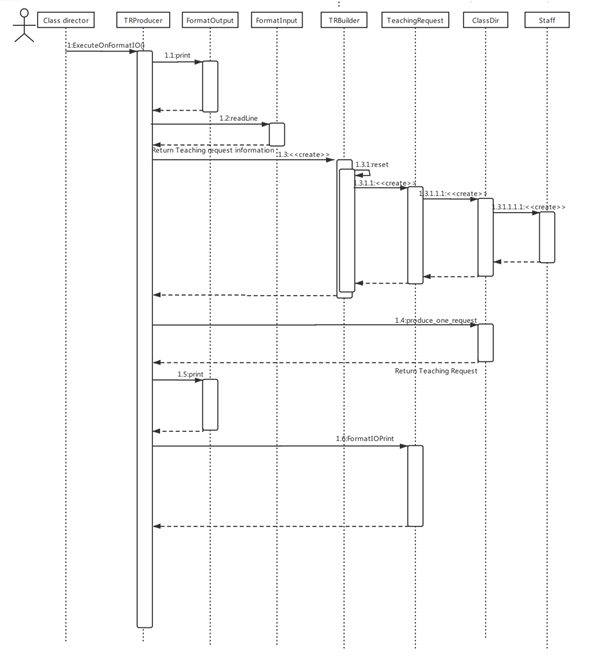 Class director TRProducer FormatOutput FormatInput TRBuilder TeachingRequest ClassDir Staff
1:ExecuteOnFormatIO()
1.1:print
1.2:readLine
Return Teaching request information
1.3:<<create>>
1.3.1:reset
1.3.1.1:<<create>>
1.3.1.1.1:<<create>>
1.3.1.1.1.1:<<create>>
1.4:produce_one_request
Return Teaching Request
1.5:print
1.6:FormatIOPrint